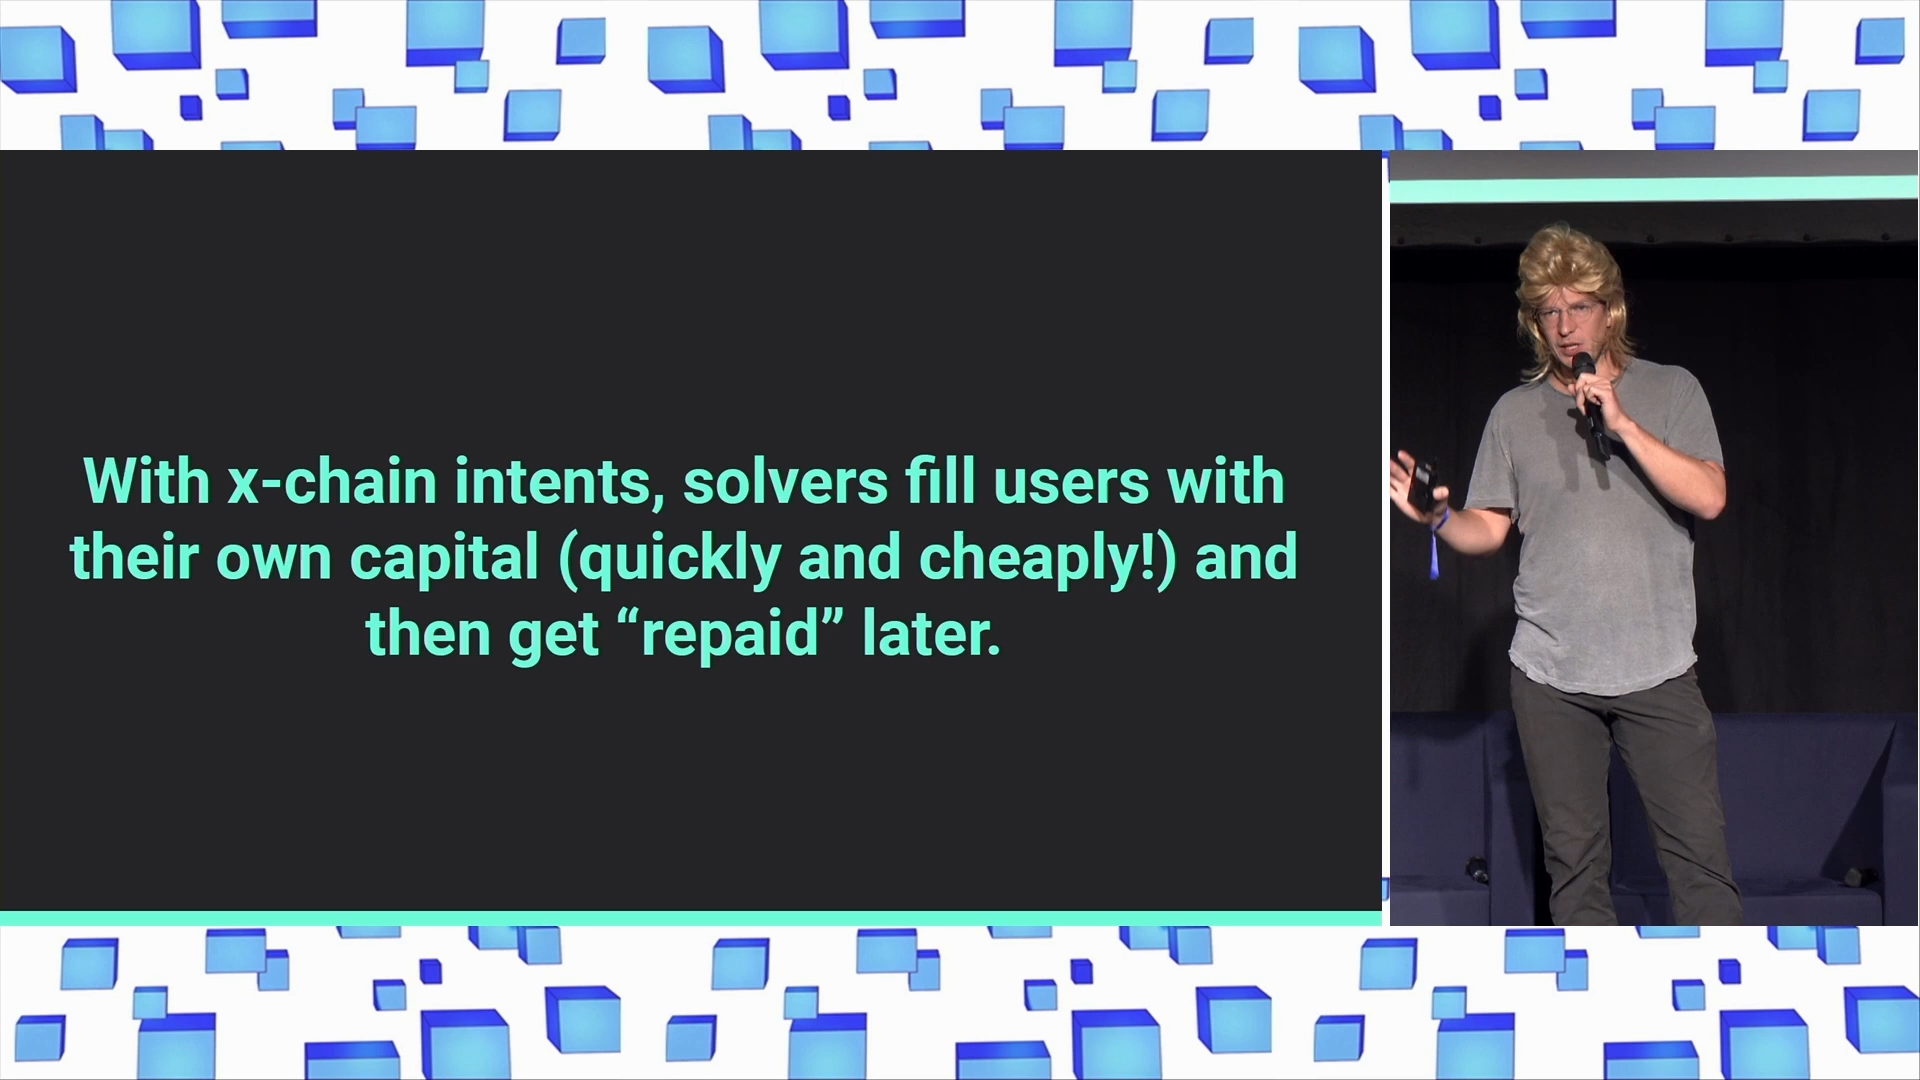 With x-chain intents, solvers fill users with
their own capital (quickly and cheaply!) and
then get “repaid” later.